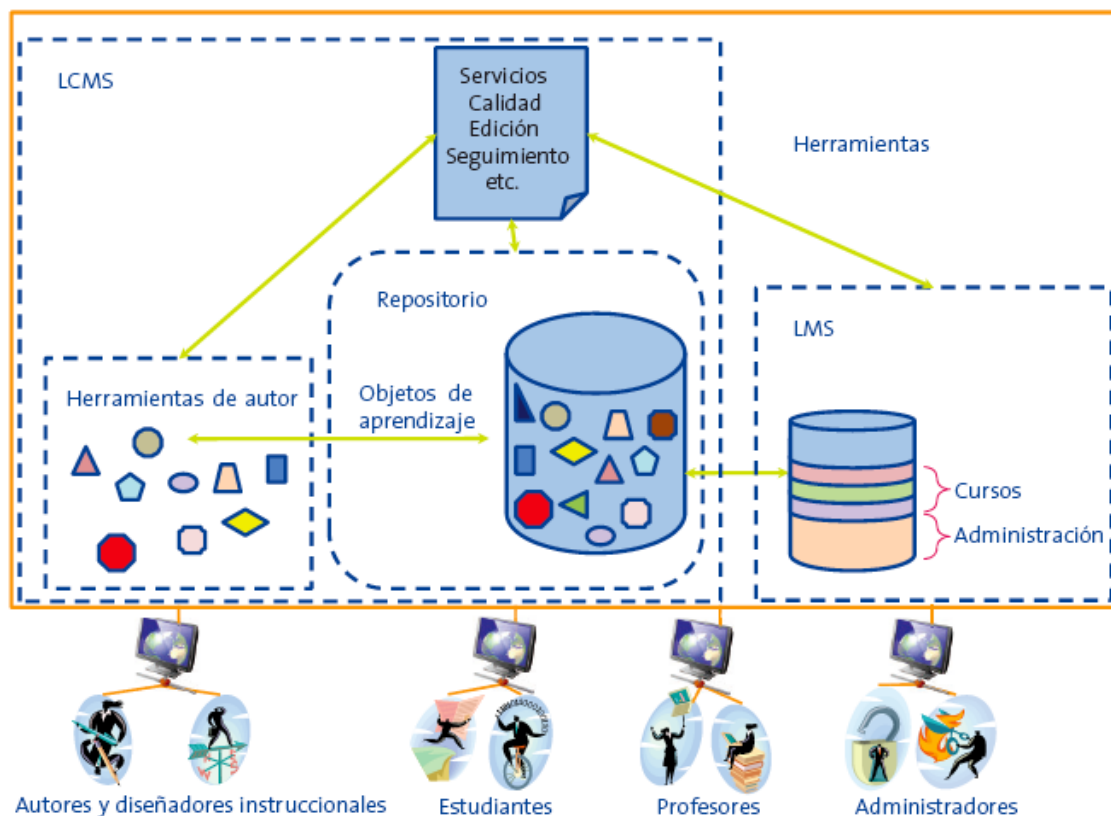 LCMS
Servicios
Calidad
Edición
Seguimiento
etc.
Herramientas
Repositorio
LMS
Herramientas de autor
Objetos de
aprendizaje
Cursos
Administración
Autores y diseñadores instruccionales
Estudiantes
Profesores
Administradores